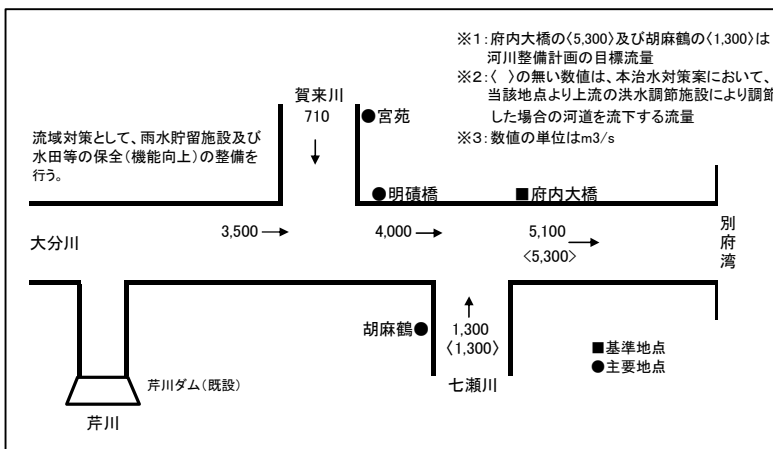 ※1:府内大橋の〈5,300〉及び胡麻鶴の〈1,300〉は
河川整備計画の目標流量
※2:〈 〉の無い数値は、本治水対策案において、
当該地点より上流の洪水調節施設により調節
した場合の河道を流下する流量
※3:数値の単位はm3/s
賀来川
710
↓
●宮苑
流域対策として、雨水貯留施設及び
水田等の保全(機能向上)の整備を
行う。
●明磧橋
■府内大橋
大分川
3,500→
4,000→
5,100
→
<5,300>
別府湾
胡麻鶴●
↑
1,300
〈1,300〉
七瀬川
■基準地点
●主要地点
芹川ダム(既設)
芹川